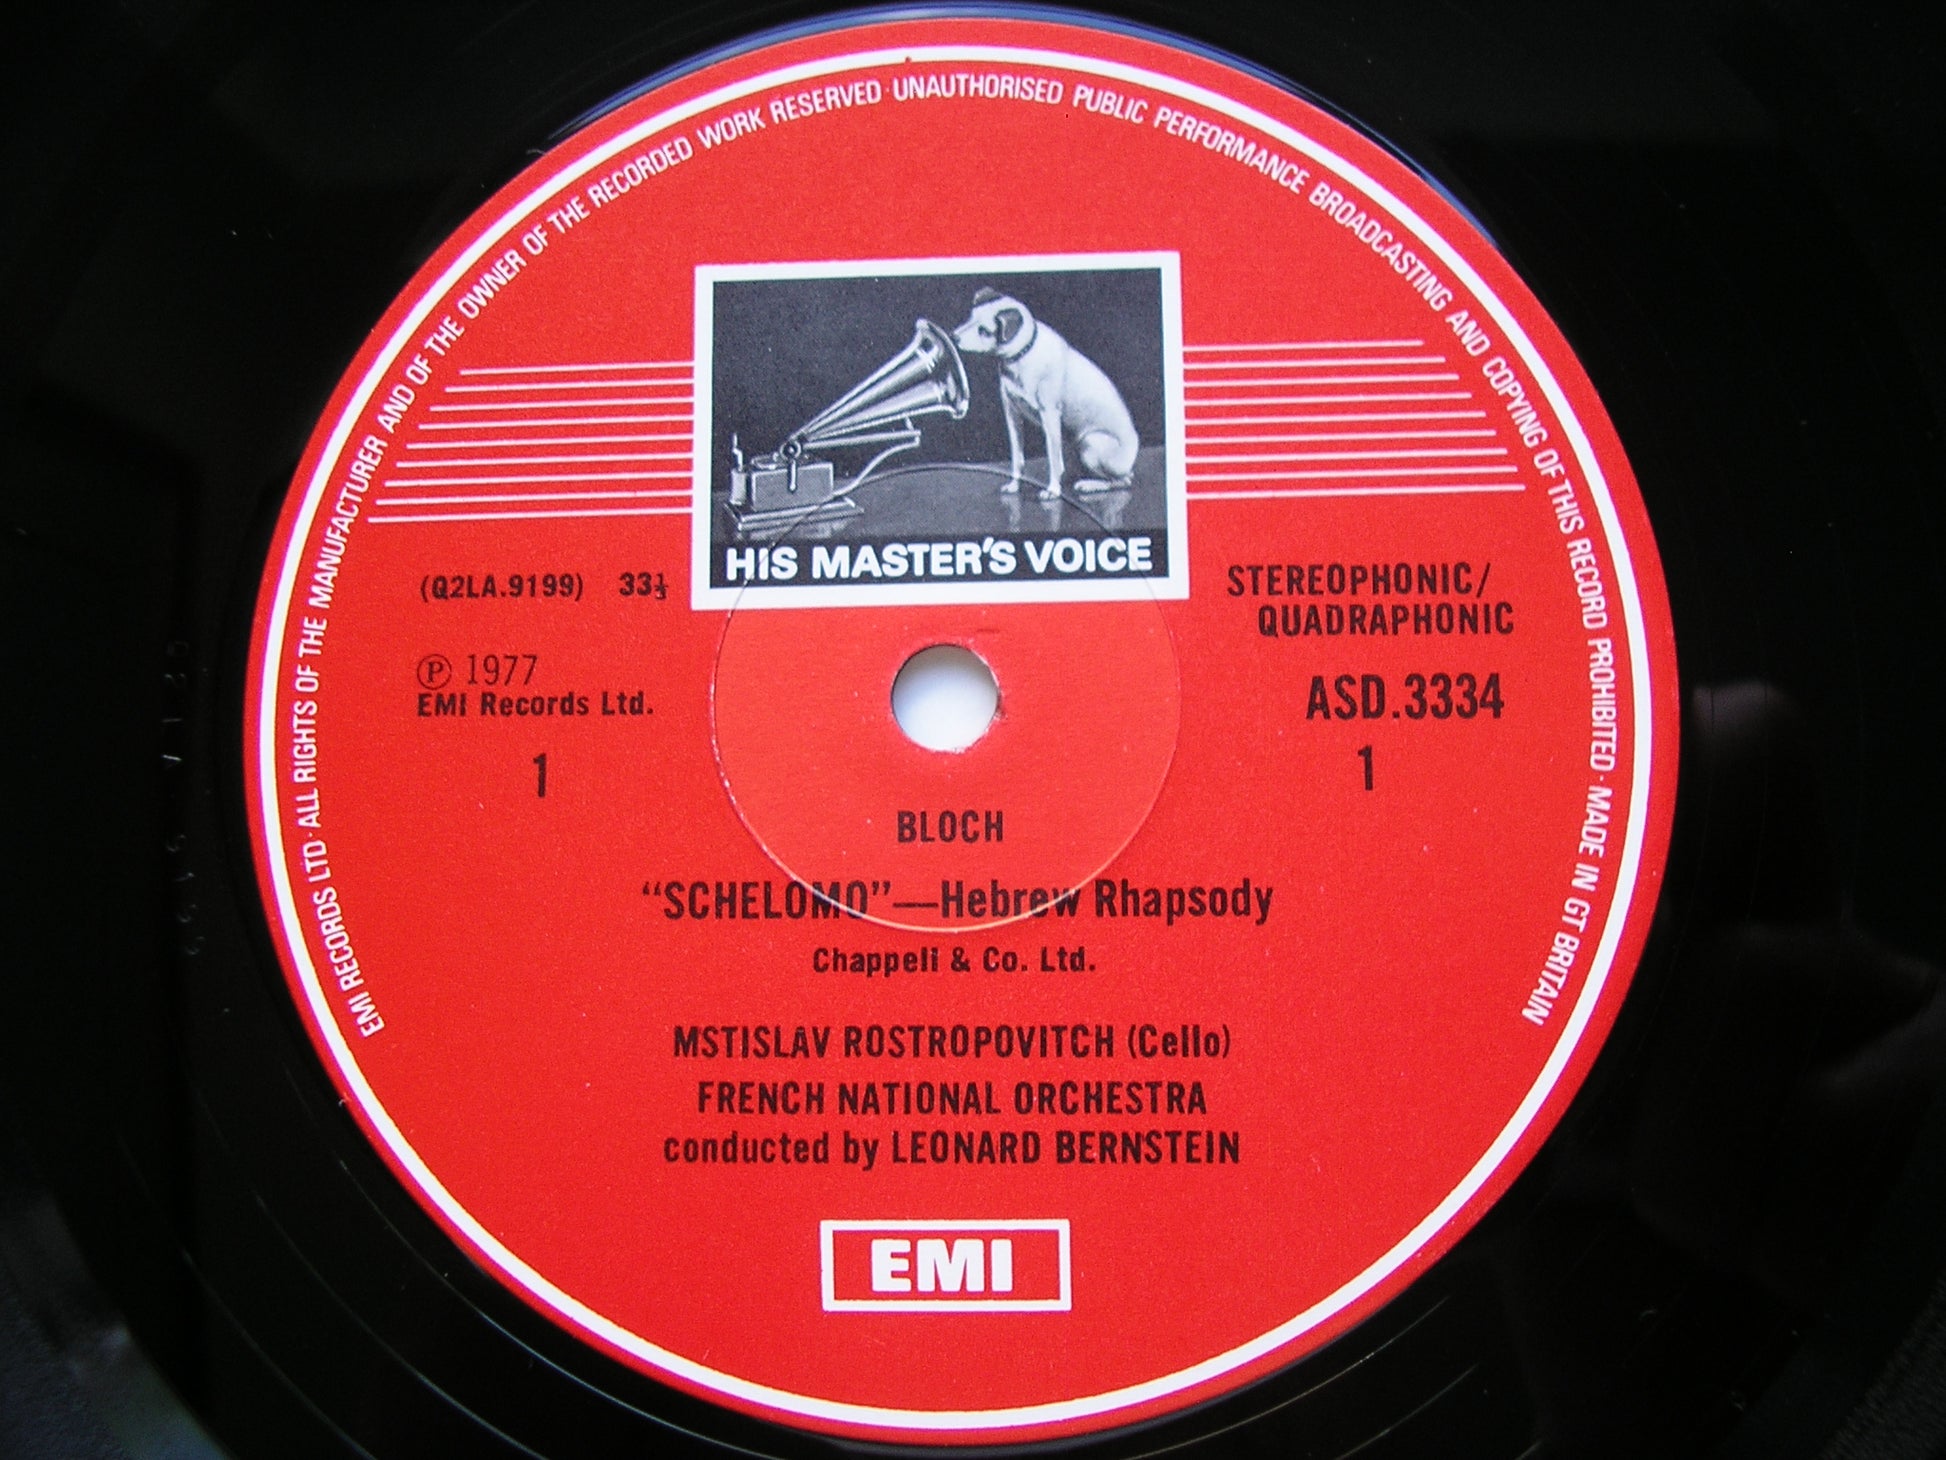 EMI RECORDS LTD · ALL RIGHTS OF THE MANUFACTURER AND OF THE OWNER OF THE RECORDED WORK RESERVED · UNAUTHORISED PUBLIC PERFORMANCE BROADCASTING AND COPYING OF THIS RECORD PROHIBITED · MADE IN GT BRITAIN
HIS MASTER'S VOICE
(Q2LA.9199) 33⅓
STEREOPHONIC/
QUADRAPHONIC
Ⓟ 1977
EMI Records Ltd.
ASD.3334
1
1
BLOCH
“SCHELOMO”—Hebrew Rhapsody
Chappell & Co. Ltd.
MSTISLAV ROSTROPOVITCH (Cello)
FRENCH NATIONAL ORCHESTRA
conducted by LEONARD BERNSTEIN
EMI